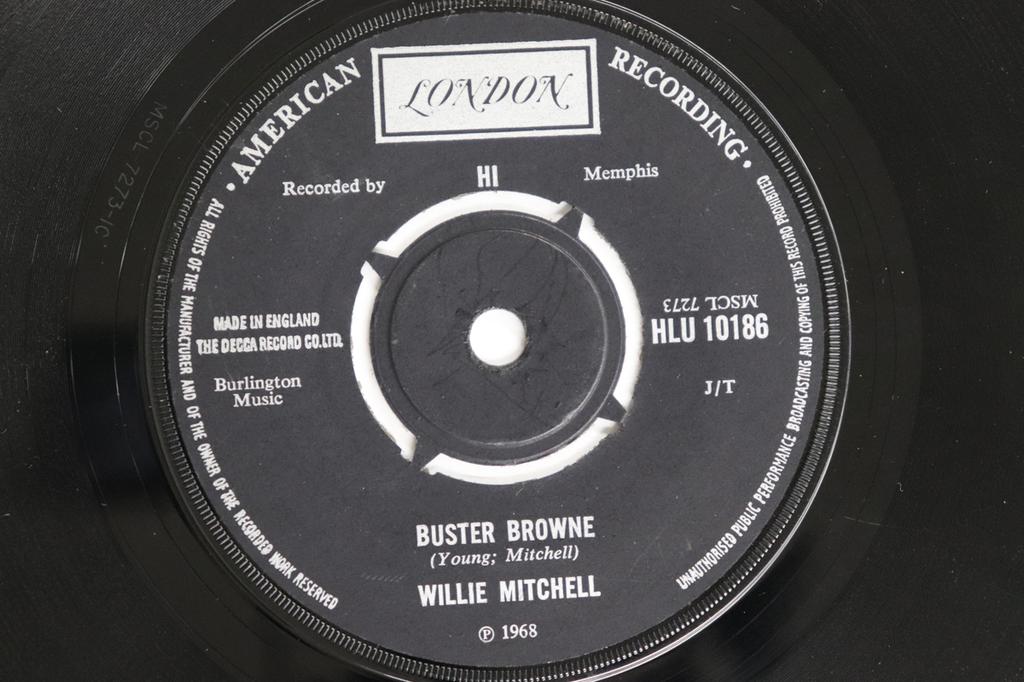 AMERICAN RECORDING
LONDON
Recorded by HI Memphis
MSCL 7273-1C
MADE IN ENGLAND
THE DECCA RECORD CO.LTD.
Burlington
Music
MSCL 7273
HLU 10186
J/T
BUSTER BROWNE
(Young; Mitchell)
WILLIE MITCHELL
℗ 1968
ALL RIGHTS OF THE MANUFACTURER AND OF THE OWNER OF THE RECORDED WORK RESERVED
UNAUTHORISED PUBLIC PERFORMANCE BROADCASTING AND COPYING OF THIS RECORD PROHIBITED